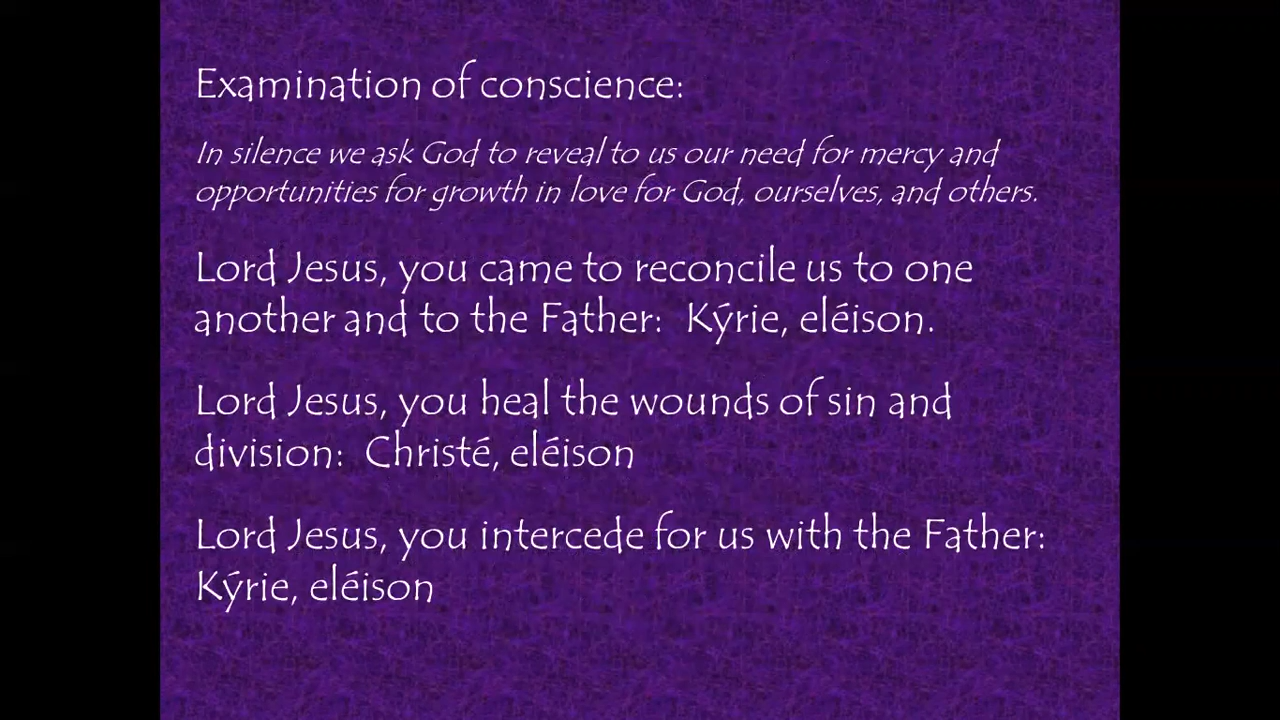 Examination of conscience:
In silence we ask God to reveal to us our need for mercy and
opportunities for growth in love for God, ourselves, and others.
Lord Jesus, you came to reconcile us to one
another and to the Father:  Kýrie, eléison.
Lord Jesus, you heal the wounds of sin and
division:  Christé, eléison
Lord Jesus, you intercede for us with the Father:
Kýrie, eléison